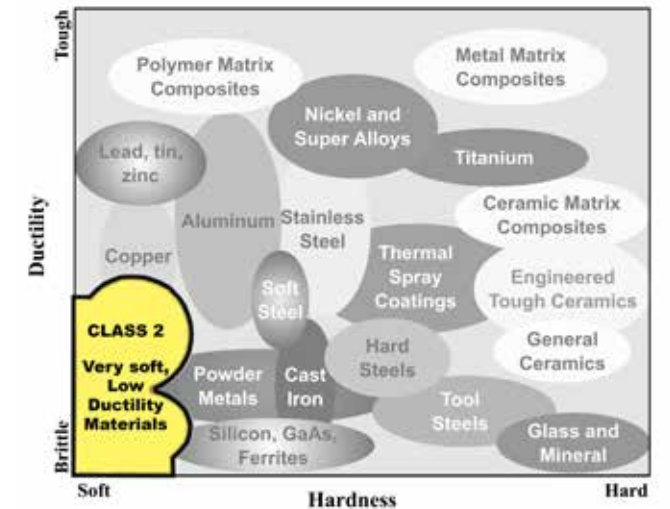 Tough
Ductility
Brittle
Polymer Matrix
Composites
Metal Matrix
Composites
Nickel and
Super Alloys
Lead, tin,
zinc
Titanium
Ceramic Matrix
Composites
Aluminum
Stainless
Steel
Copper
Thermal
Spray
Coatings
Engineered
Tough Ceramics
Soft
Steel
CLASS 2
Very soft,
Low
Ductility
Materials
General
Ceramics
Hard
Steels
Powder
Metals
Cast
Iron
Tool
Steels
Silicon, GaAs,
Ferrites
Glass and
Mineral
Soft
Hardness
Hard